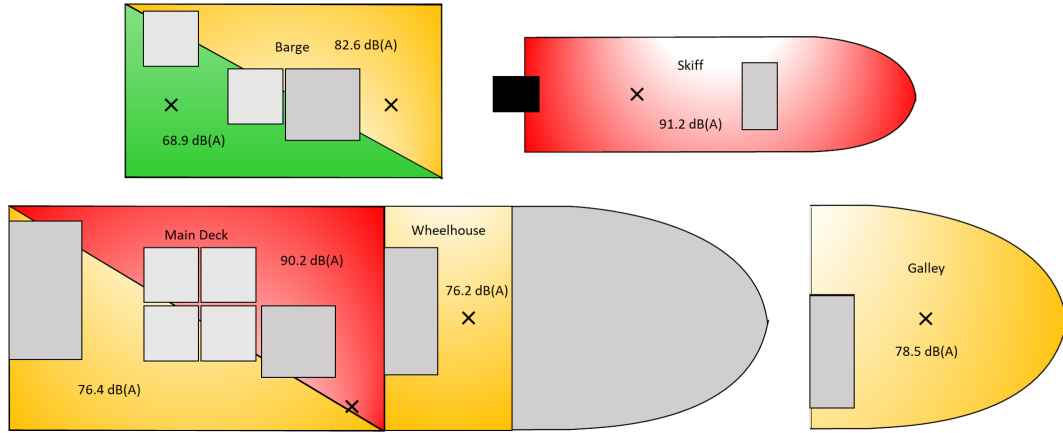 Barge
82.6 dB(A)
68.9 dB(A)
Skiff
91.2 dB(A)
Main Deck
90.2 dB(A)
76.4 dB(A)
Wheelhouse
76.2 dB(A)
Galley
78.5 dB(A)